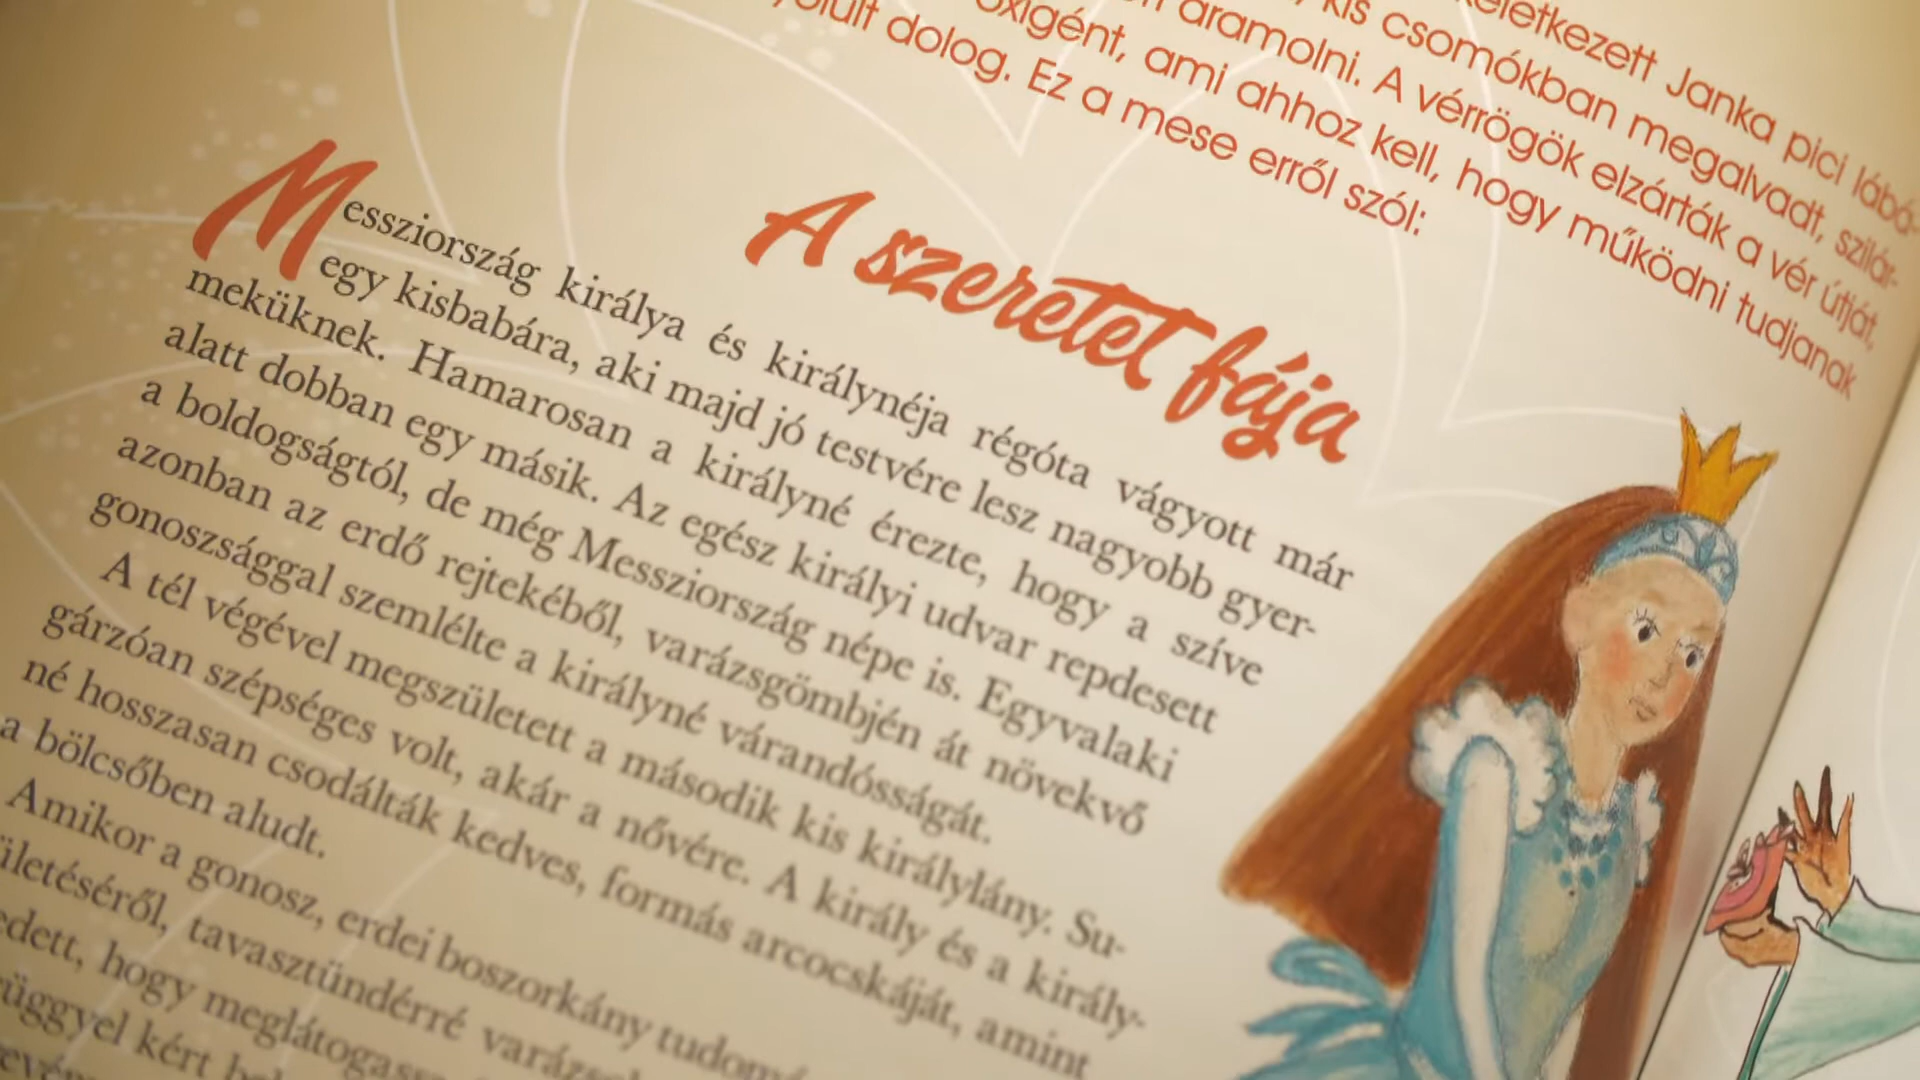 keletkezett Janka pici lábá-
kis csomókban megalvadt, szilár-
áramolni. A vérrögök elzárták a vér útját,
oxigént, ami ahhoz kell, hogy működni tudjanak
dolog. Ez a mese erről szól:
A szeretet fája
Messziország királya és királynéja régóta vágyott már
egy kisbabára, aki majd jó testvére lesz nagyobb gyer-
meküknek. Hamarosan a királyné érezte, hogy a szíve
alatt dobban egy másik. Az egész királyi udvar repdesett
a boldogságtól, de még Messziország népe is. Egyvalaki
azonban az erdő rejtekéből, varázsgömbjén át növekvő
gonoszsággal szemlélte a királyné várandósságát.
A tél végével megszületett a második kis királylány. Su-
gárzóan szépséges volt, akár a nővére. A király és a király-
né hosszasan csodálták kedves, formás arcocskáját, amint
a bölcsőben aludt.
Amikor a gonosz, erdei boszorkány
ületéséről, tavasztündérré
edett, hogy
üggyel kért